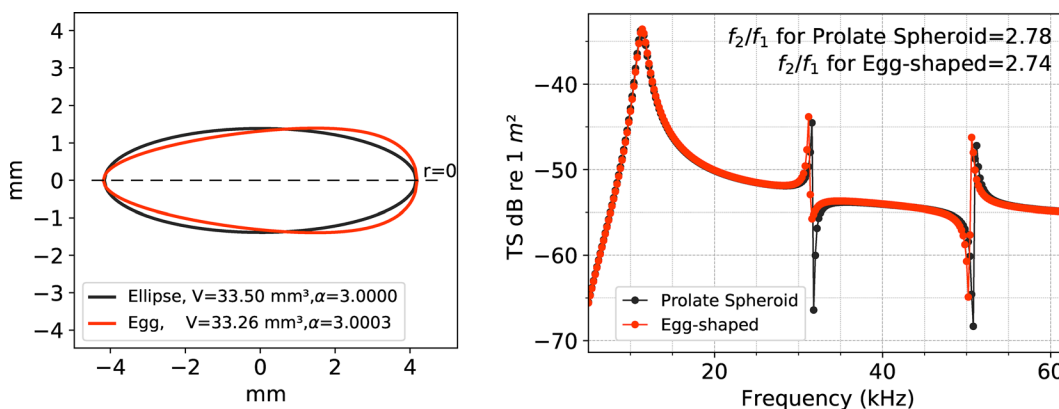 4
3
2
1
0
−1
−2
−3
−4
mm
r=0
Ellipse, V=33.50 mm³,α=3.0000
Egg, V=33.26 mm³,α=3.0003
−4 −2 0 2 4
mm
f₂/f₁ for Prolate Spheroid=2.78
f₂/f₁ for Egg-shaped=2.74
−40
−50
−60
−70
TS dB re 1 m²
Prolate Spheroid
Egg-shaped
20 40 60
Frequency (kHz)